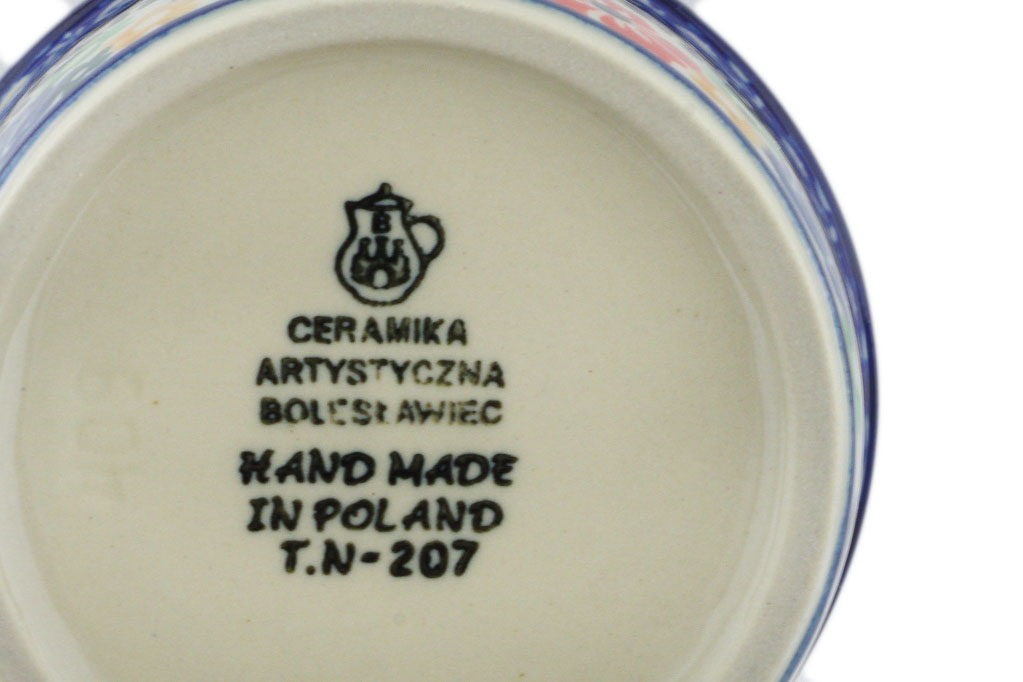 B
CERAMIKA
ARTYSTYCZNA
BOLESŁAWIEC
HAND MADE
IN POLAND
T.N-207